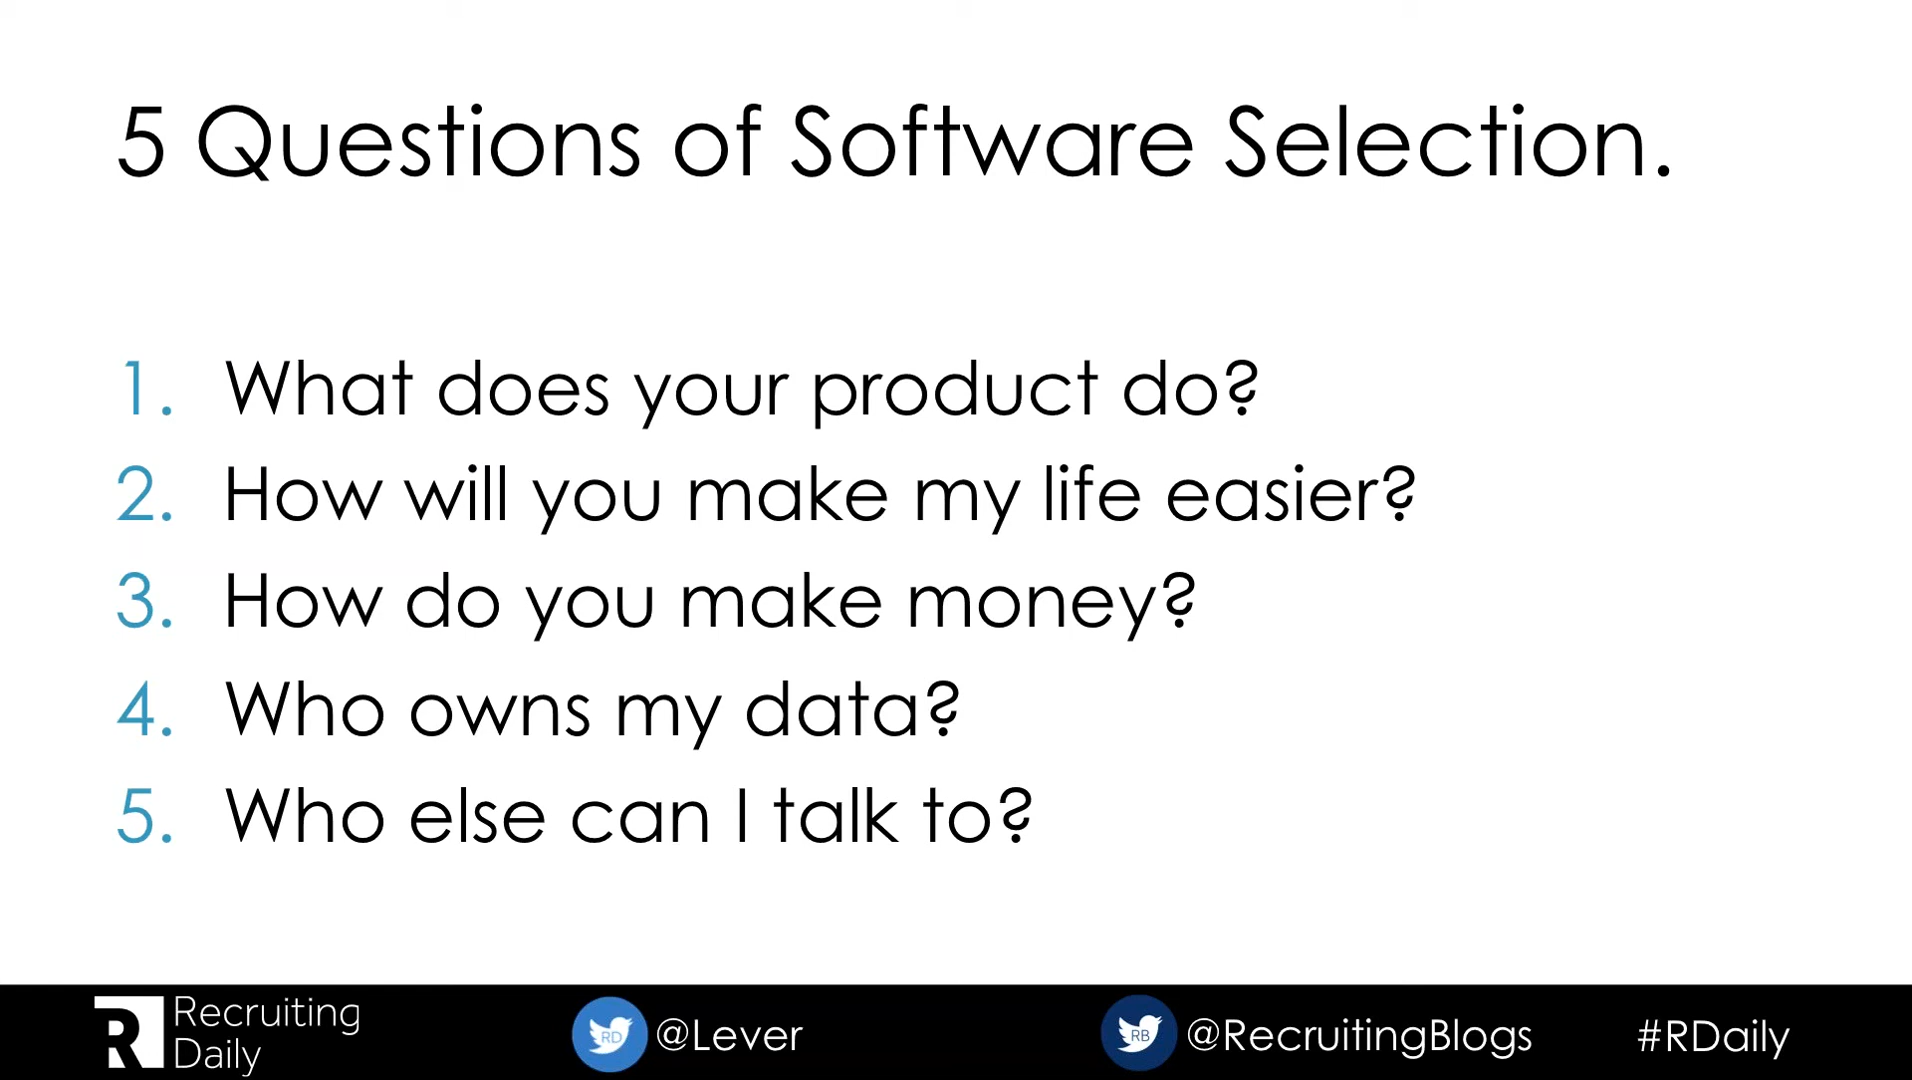 5 Questions of Software Selection.
1. What does your product do?
2. How will you make my life easier?
3. How do you make money?
4. Who owns my data?
5. Who else can I talk to?
R Recruiting
Daily
RD @Lever
RB @RecruitingBlogs
#RDaily